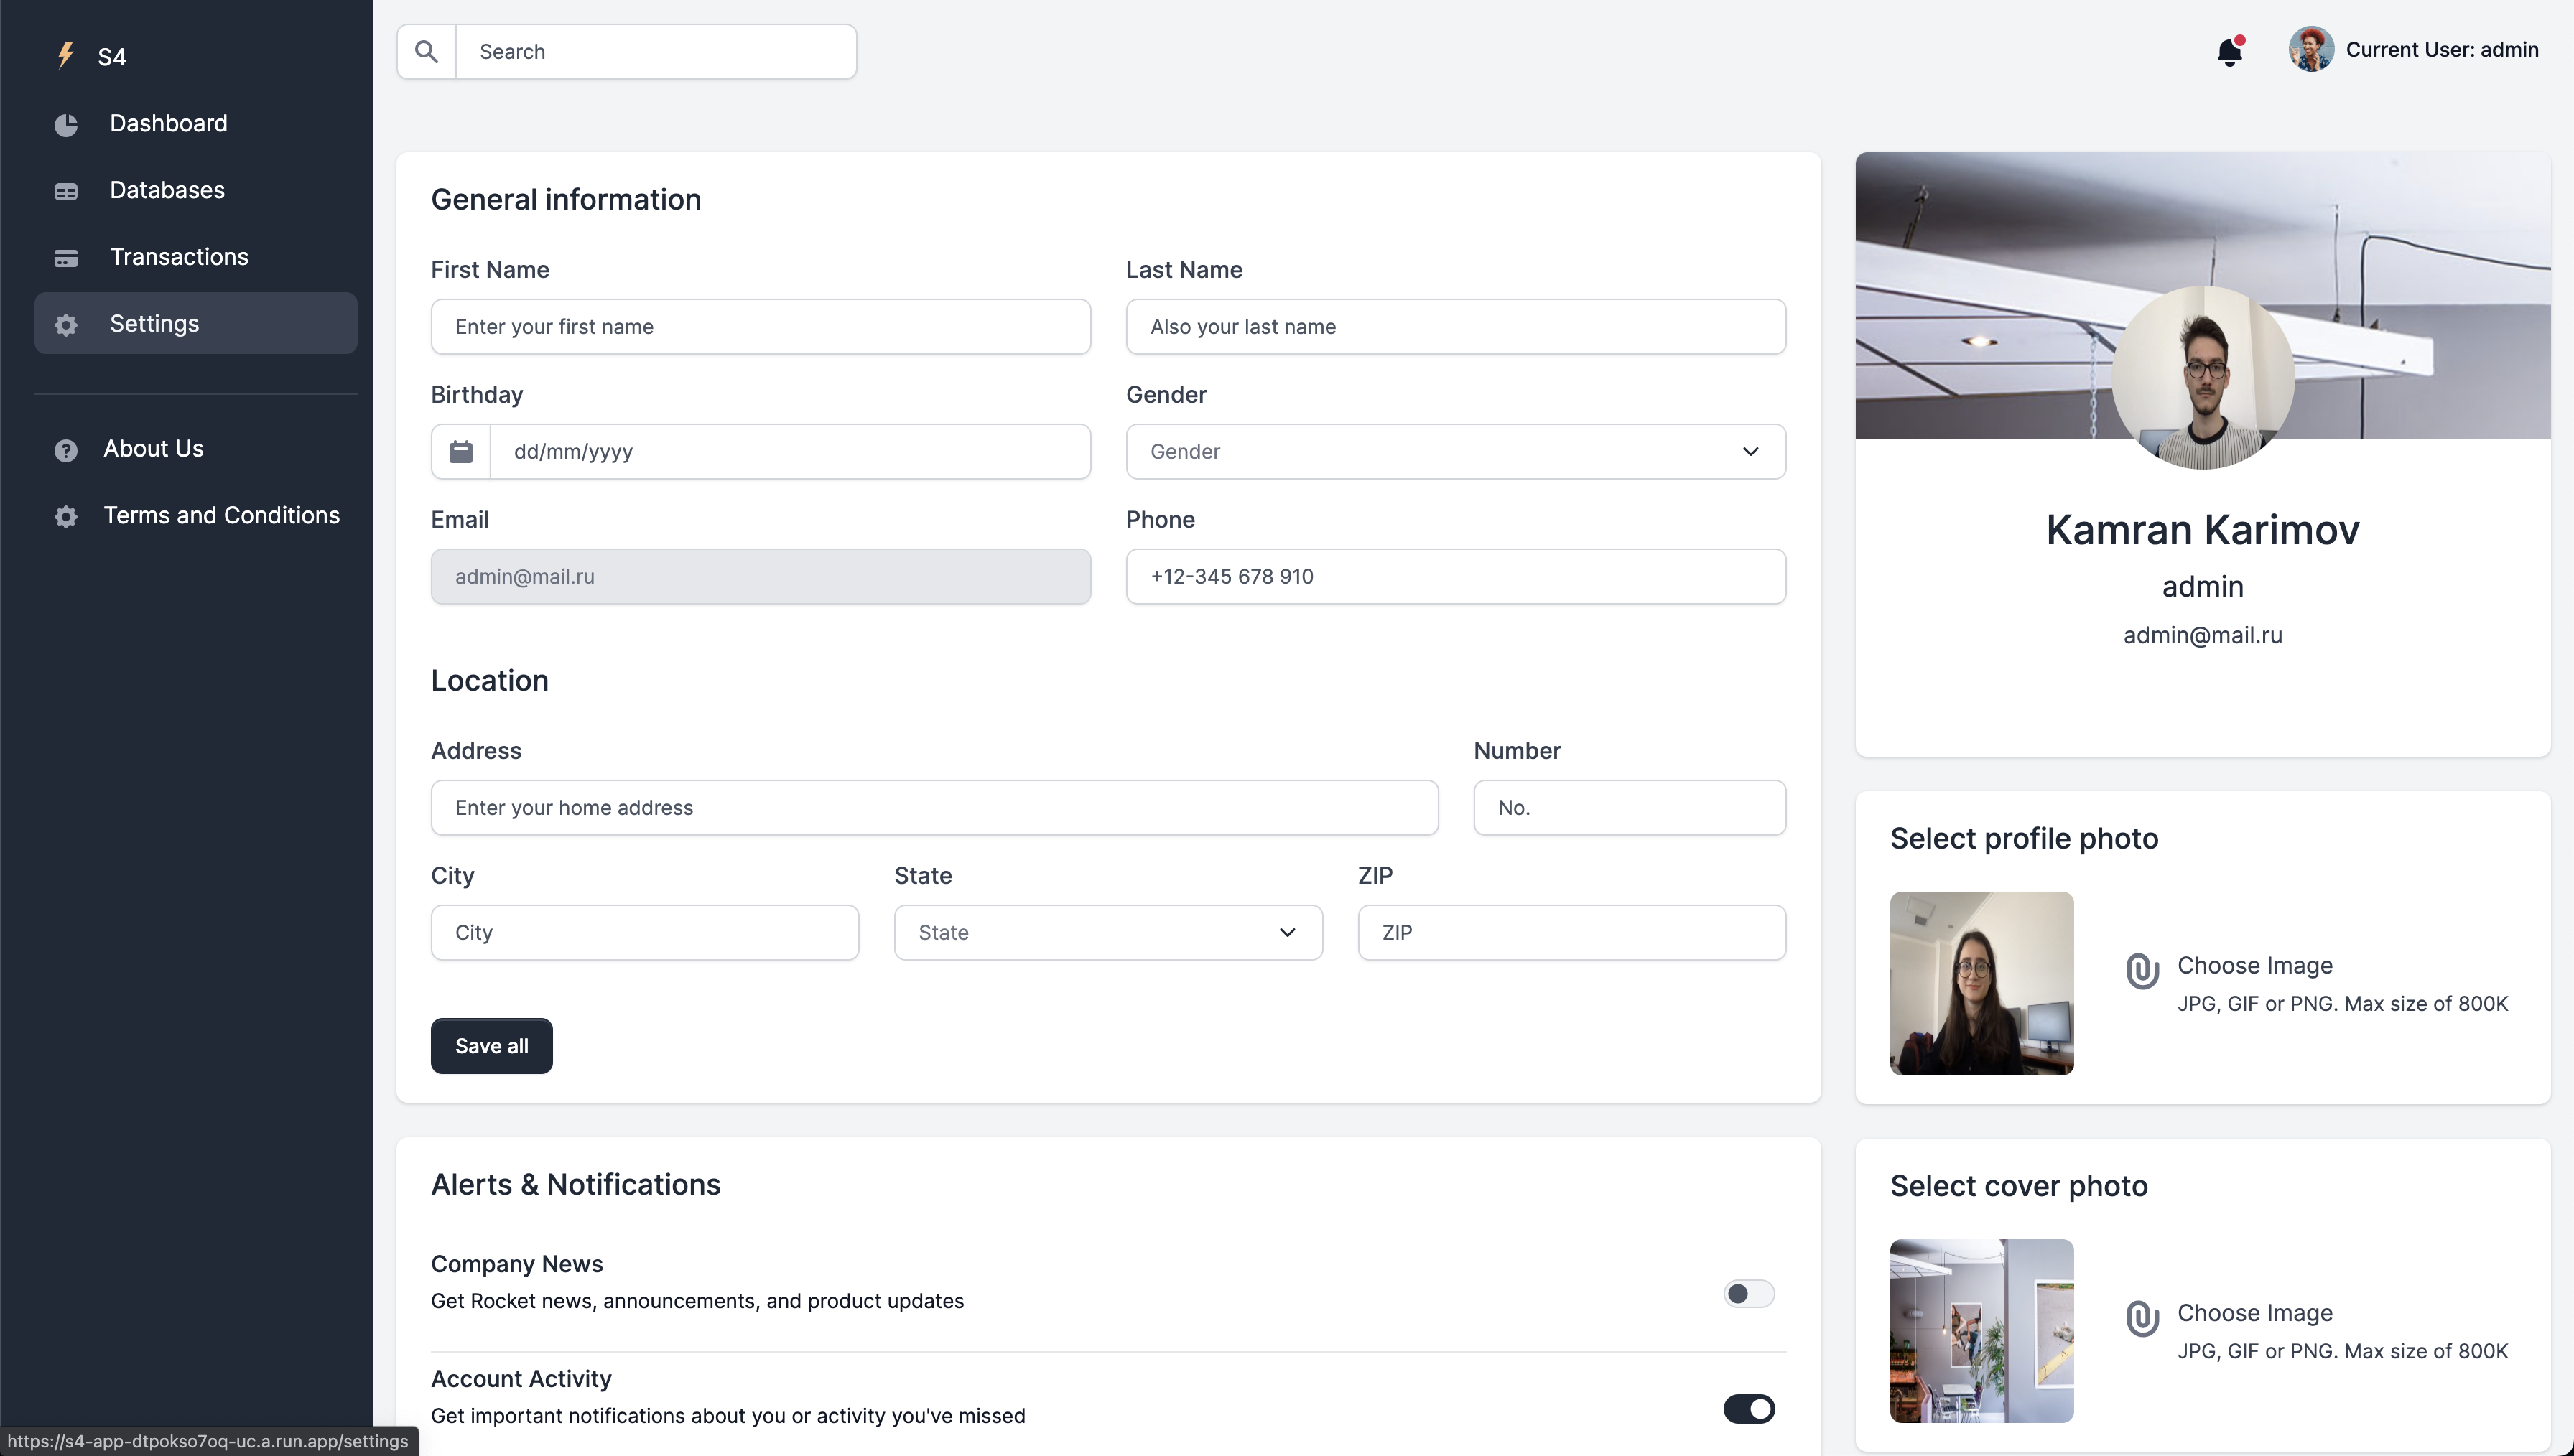 S4
Dashboard
Databases
Transactions
Settings
About Us
Terms and Conditions
Search
Current User: admin
General information
First Name
Last Name
Enter your first name
Also your last name
Birthday
Gender
dd/mm/yyyy
Gender
Email
Phone
admin@mail.ru
+12-345 678 910
Location
Address
Number
Enter your home address
No.
City
State
ZIP
City
State
ZIP
Save all
Alerts & Notifications
Company News
Get Rocket news, announcements, and product updates
Account Activity
Get important notifications about you or activity you've missed
Kamran Karimov
admin
admin@mail.ru
Select profile photo
Choose Image
JPG, GIF or PNG. Max size of 800K
Select cover photo
Choose Image
JPG, GIF or PNG. Max size of 800K
https://s4-app-dtpokso7oq-uc.a.run.app/settings